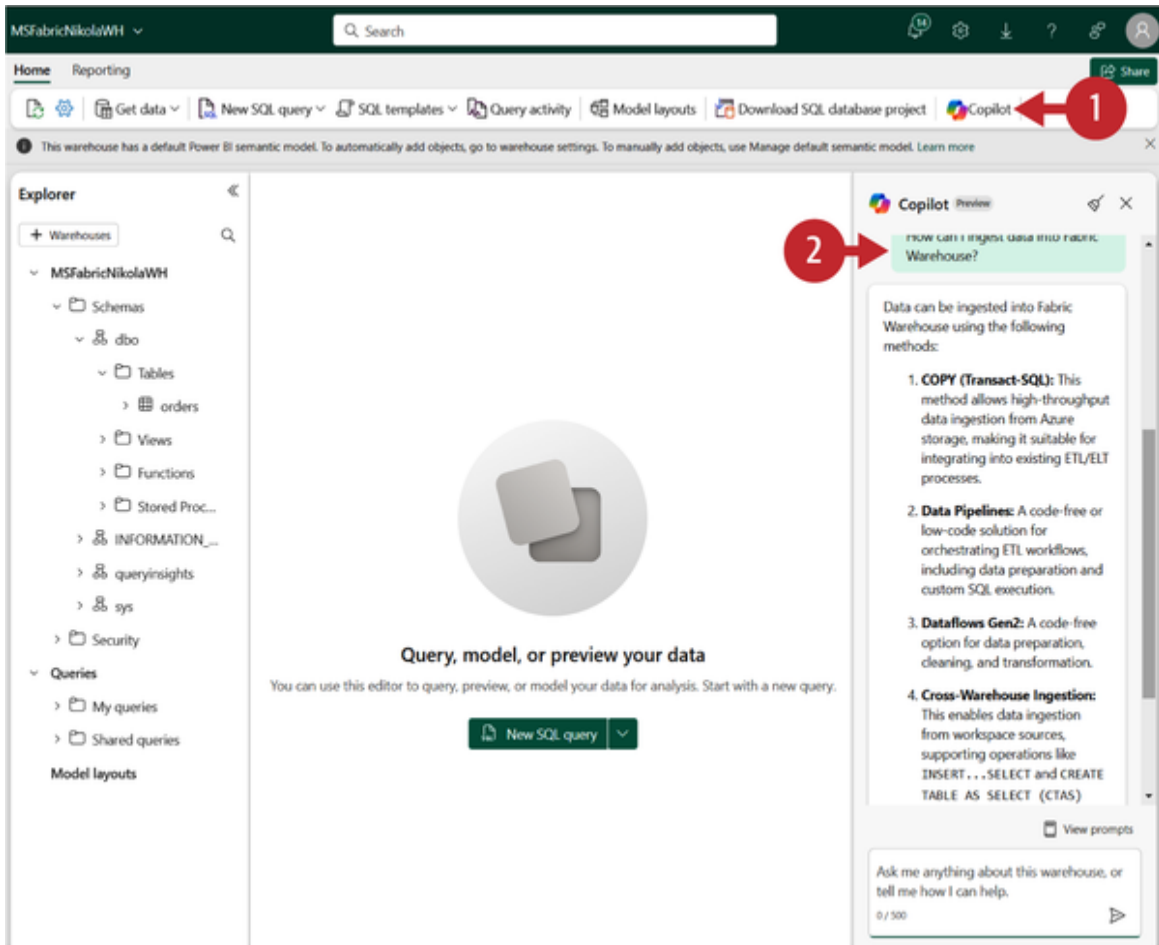 MSFabricNikolaWH
Search
14
?
Home Reporting
Share
Get data
New SQL query
SQL templates
Query activity
Model layouts
Download SQL database project
Copilot
1
This warehouse has a default Power BI semantic model. To automatically add objects, go to warehouse settings. To manually add objects, use Manage default semantic model. Learn more
Explorer
+ Warehouses
MSFabricNikolaWH
Schemas
dbo
Tables
orders
Views
Functions
Stored Proc...
INFORMATION_...
queryinsights
sys
Security
Queries
My queries
Shared queries
Model layouts
Query, model, or preview your data
You can use this editor to query, preview, or model your data for analysis. Start with a new query.
New SQL query
Copilot Preview
2
How can I ingest data into Fabric
Warehouse?
Data can be ingested into Fabric
Warehouse using the following
methods:
1. COPY (Transact-SQL): This
method allows high-throughput
data ingestion from Azure
storage, making it suitable for
integrating into existing ETL/ELT
processes.
2. Data Pipelines: A code-free or
low-code solution for
orchestrating ETL workflows,
including data preparation and
custom SQL execution.
3. Dataflows Gen2: A code-free
option for data preparation,
cleaning, and transformation.
4. Cross-Warehouse Ingestion:
This enables data ingestion
from workspace sources,
supporting operations like
INSERT...SELECT and CREATE
TABLE AS SELECT (CTAS)
View prompts
Ask me anything about this warehouse, or
tell me how I can help.
0 / 500